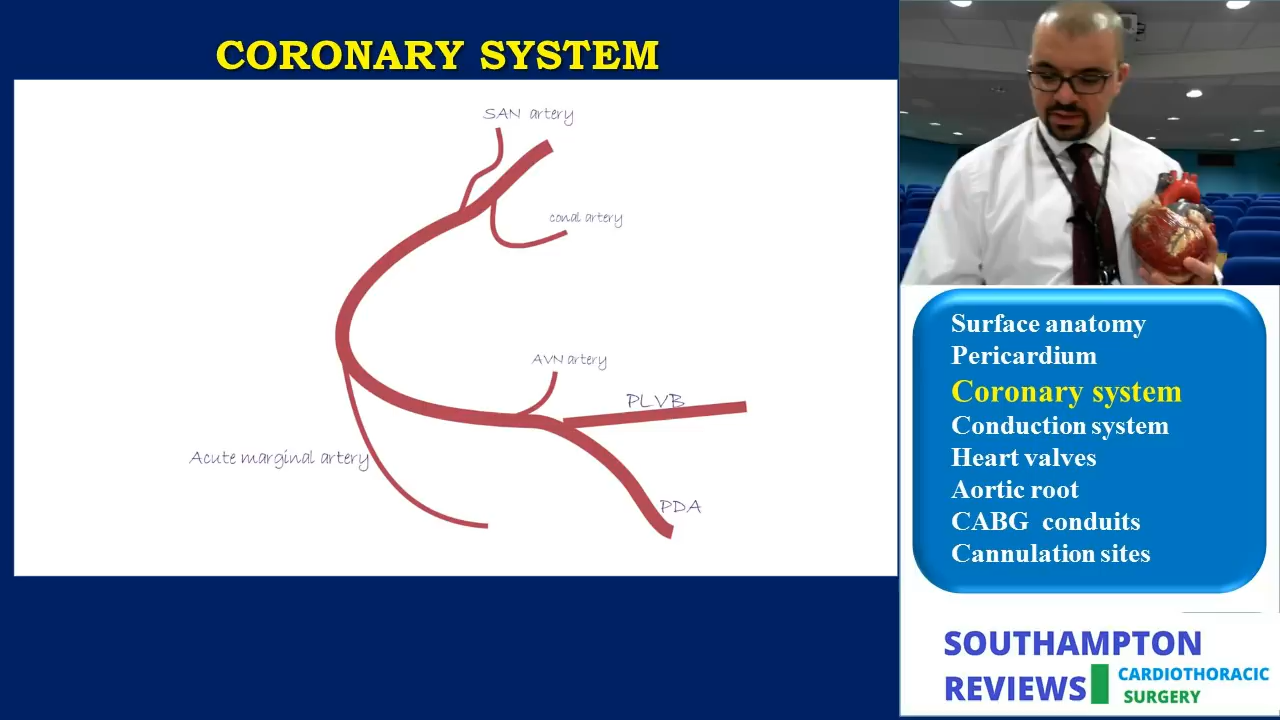 CORONARY SYSTEM
SAN artery
conal artery
AVN artery
PLVB
Acute marginal artery
PDA
Surface anatomy
Pericardium
Coronary system
Conduction system
Heart valves
Aortic root
CABG conduits
Cannulation sites
SOUTHAMPTON
REVIEWS
CARDIOTHORACIC
SURGERY